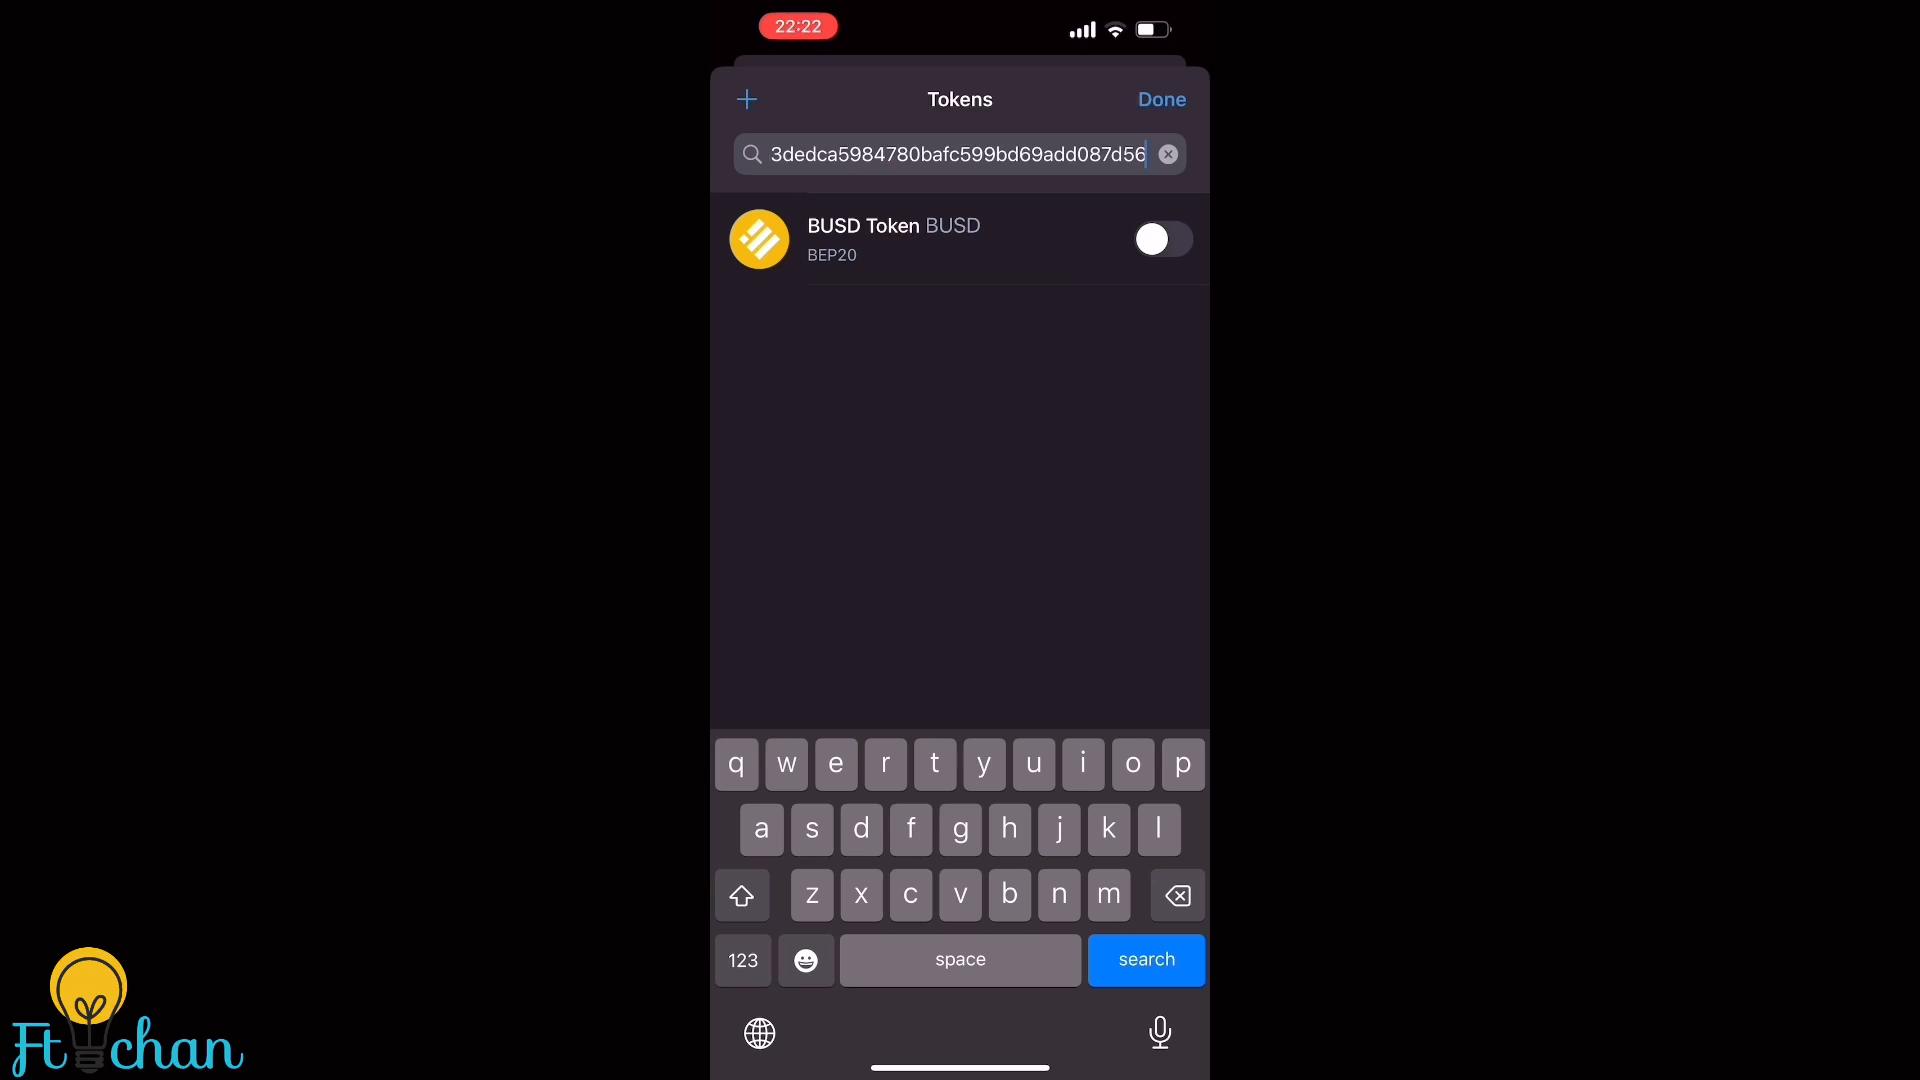 22:22
Tokens
Done
3dedca5984780bafc599bd69add087d56
BUSD Token BUSD
BEP20
q w e r t y u i o p
a s d f g h j k l
z x c v b n m
123
space
search
Ft chan